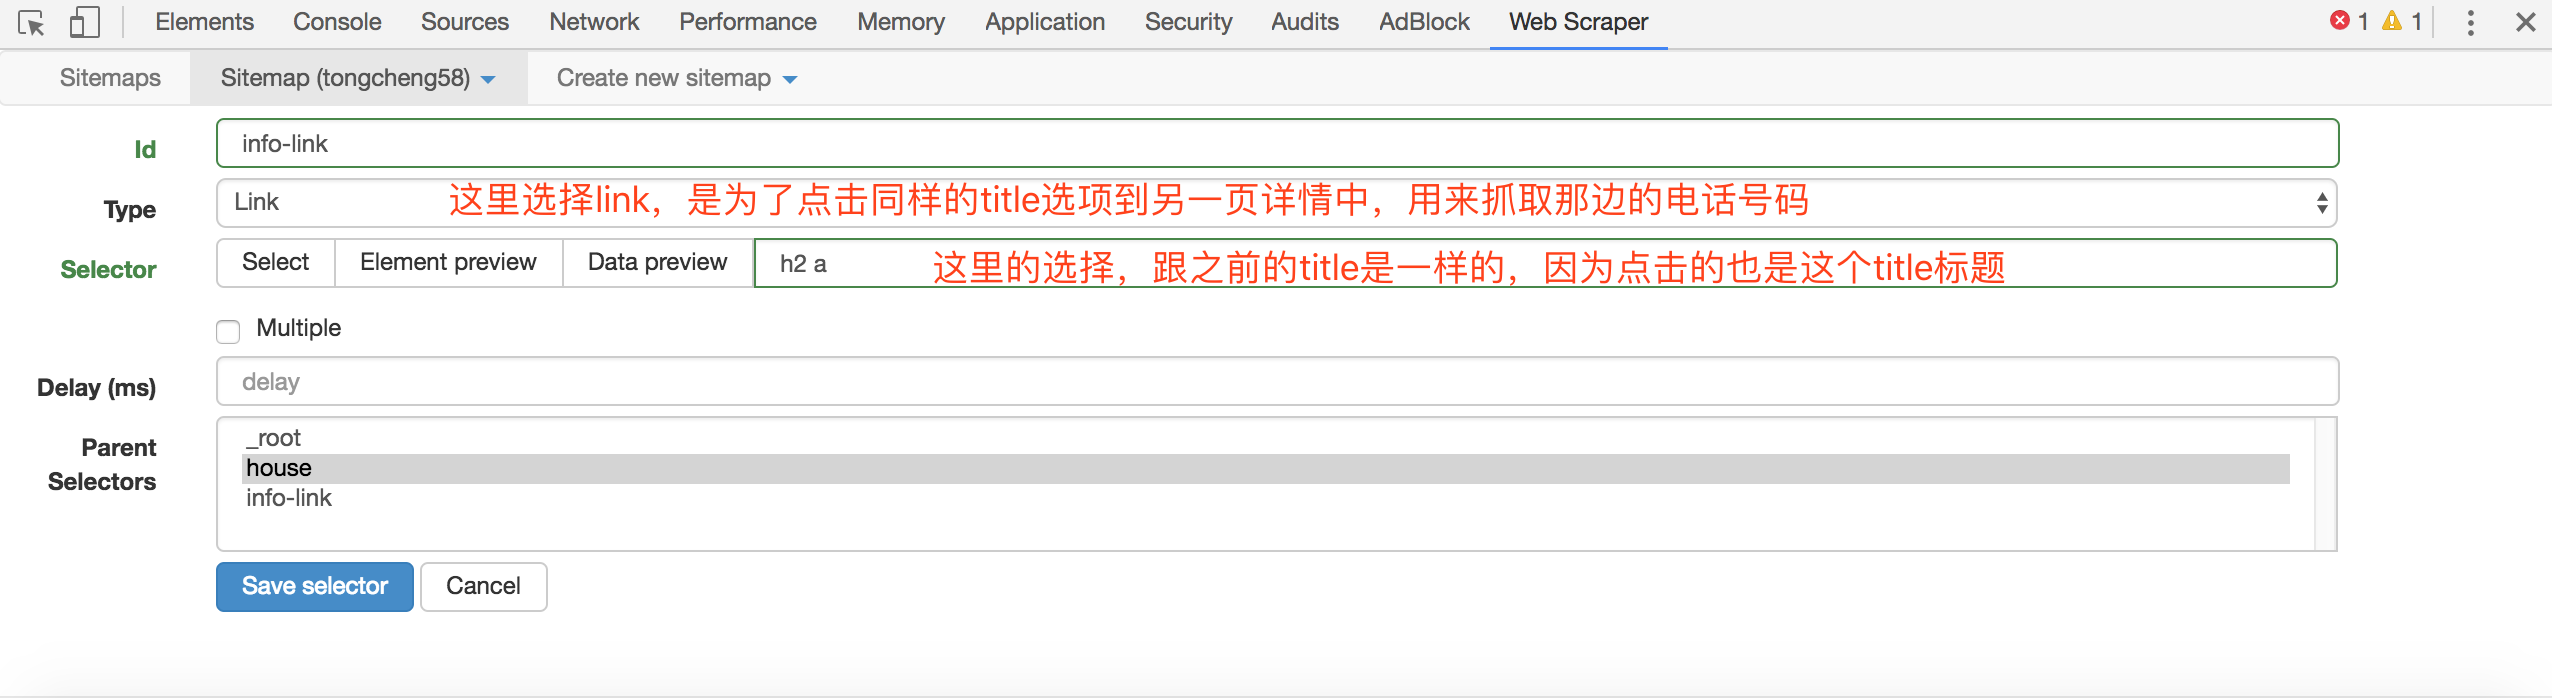 Elements Console Sources Network Performance Memory Application Security Audits AdBlock Web Scraper 1 1
Sitemaps Sitemap (tongcheng58) Create new sitemap
Id info-link
Type Link 这里选择link，是为了点击同样的title选项到另一页详情中，用来抓取那边的电话号码
Selector Select Element preview Data preview h2 a 这里的选择，跟之前的title是一样的，因为点击的也是这个title标题
Multiple
Delay (ms) delay
Parent Selectors
_root
house
info-link
Save selector Cancel